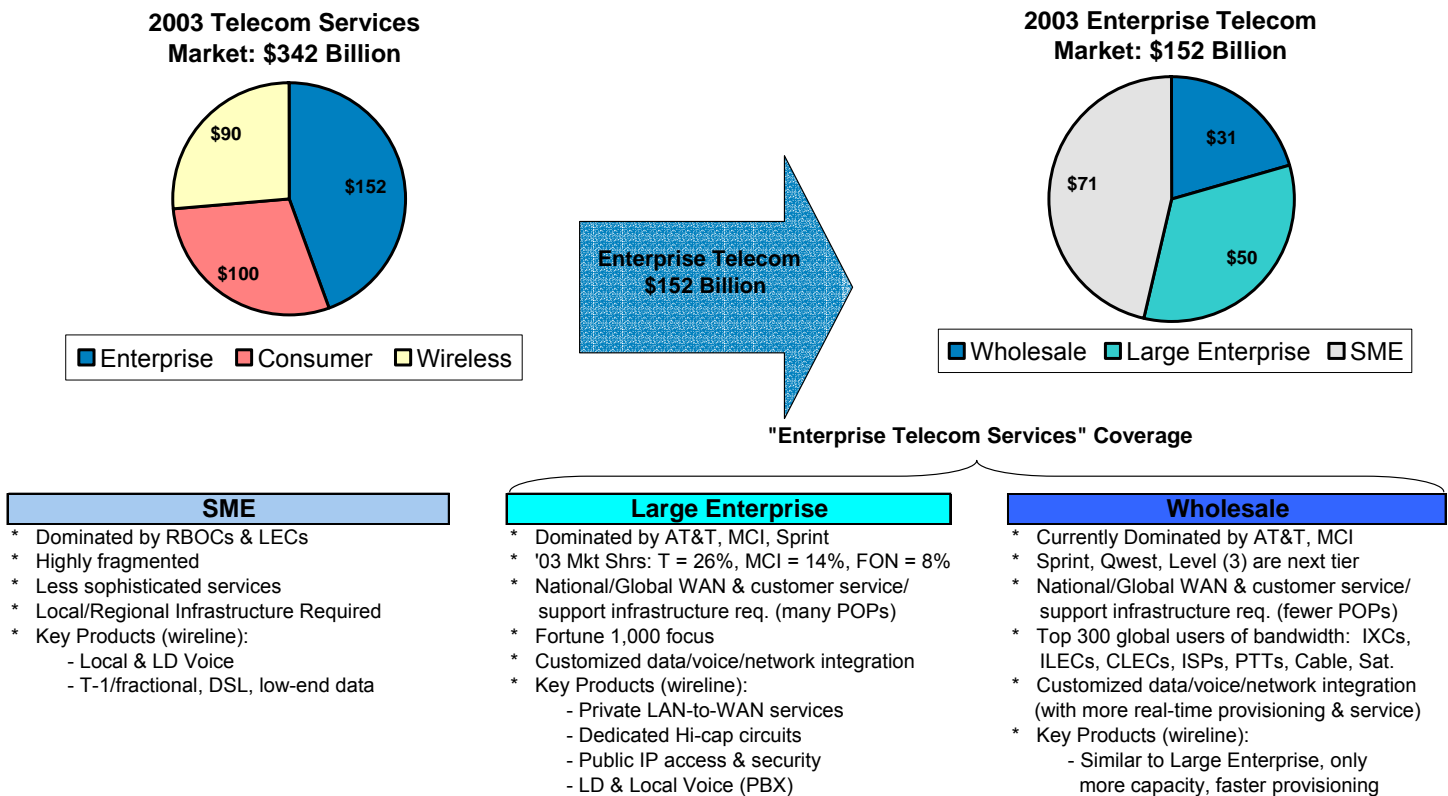 2003 Telecom Services
Market: $342 Billion
$90
$152
$100
Enterprise Consumer Wireless
Enterprise Telecom
$152 Billion
2003 Enterprise Telecom
Market: $152 Billion
$31
$71
$50
Wholesale Large Enterprise SME
"Enterprise Telecom Services" Coverage
SME
* Dominated by RBOCs & LECs
* Highly fragmented
* Less sophisticated services
* Local/Regional Infrastructure Required
* Key Products (wireline):
- Local & LD Voice
- T-1/fractional, DSL, low-end data
Large Enterprise
* Dominated by AT&T, MCI, Sprint
* '03 Mkt Shrs: T = 26%, MCI = 14%, FON = 8%
* National/Global WAN & customer service/
support infrastructure req. (many POPs)
* Fortune 1,000 focus
* Customized data/voice/network integration
* Key Products (wireline):
- Private LAN-to-WAN services
- Dedicated Hi-cap circuits
- Public IP access & security
- LD & Local Voice (PBX)
Wholesale
* Currently Dominated by AT&T, MCI
* Sprint, Qwest, Level (3) are next tier
* National/Global WAN & customer service/
support infrastructure req. (fewer POPs)
* Top 300 global users of bandwidth: IXCs,
ILECs, CLECs, ISPs, PTTs, Cable, Sat.
* Customized data/voice/network integration
(with more real-time provisioning & service)
* Key Products (wireline):
- Similar to Large Enterprise, only
more capacity, faster provisioning